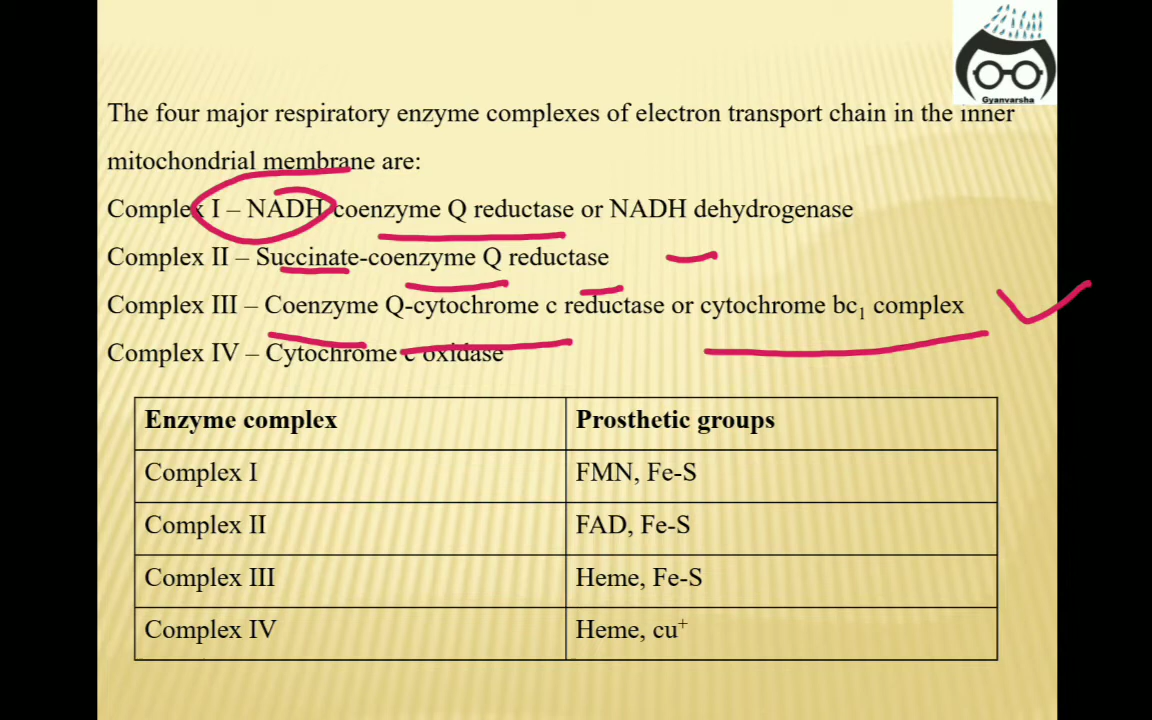 Gyanvarsha
The four major respiratory enzyme complexes of electron transport chain in the inner
mitochondrial membrane are:
Complex I – NADH-coenzyme Q reductase or NADH dehydrogenase
Complex II – Succinate-coenzyme Q reductase
Complex III – Coenzyme Q-cytochrome c reductase or cytochrome bc₁ complex
Complex IV – Cytochrome c oxidase
Enzyme complex Prosthetic groups
Complex I FMN, Fe-S
Complex II FAD, Fe-S
Complex III Heme, Fe-S
Complex IV Heme, cu⁺